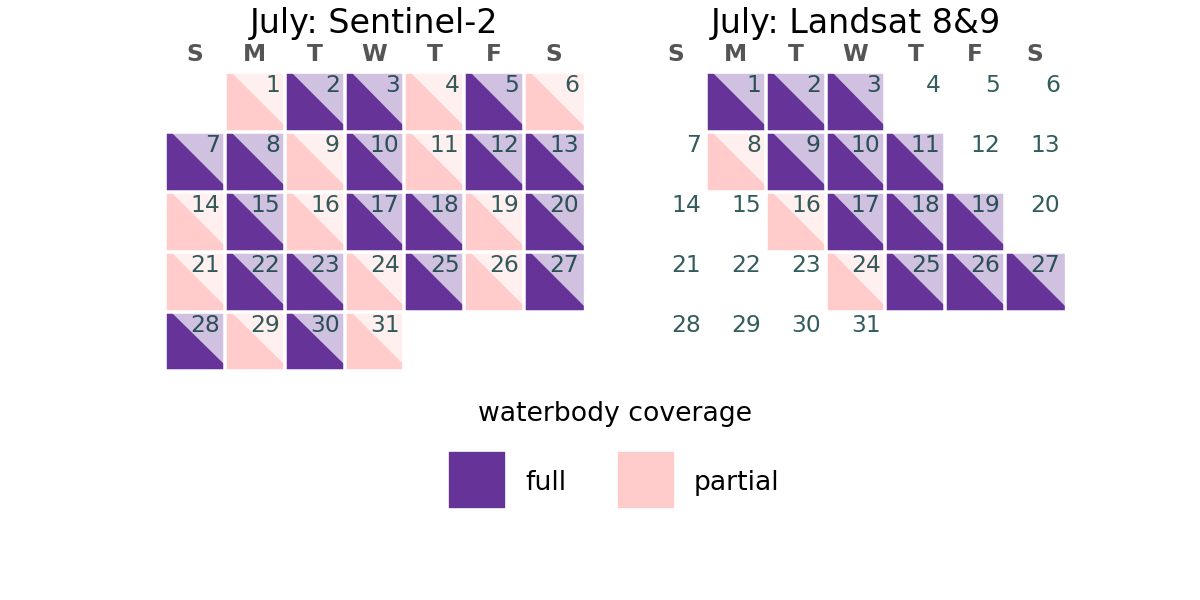 July: Sentinel-2
S M T W T F S
1 2 3 4 5 6
7 8 9 10 11 12 13
14 15 16 17 18 19 20
21 22 23 24 25 26 27
28 29 30 31
July: Landsat 8&9
S M T W T F S
1 2 3 4 5 6
7 8 9 10 11 12 13
14 15 16 17 18 19 20
21 22 23 24 25 26 27
28 29 30 31
waterbody coverage
full partial